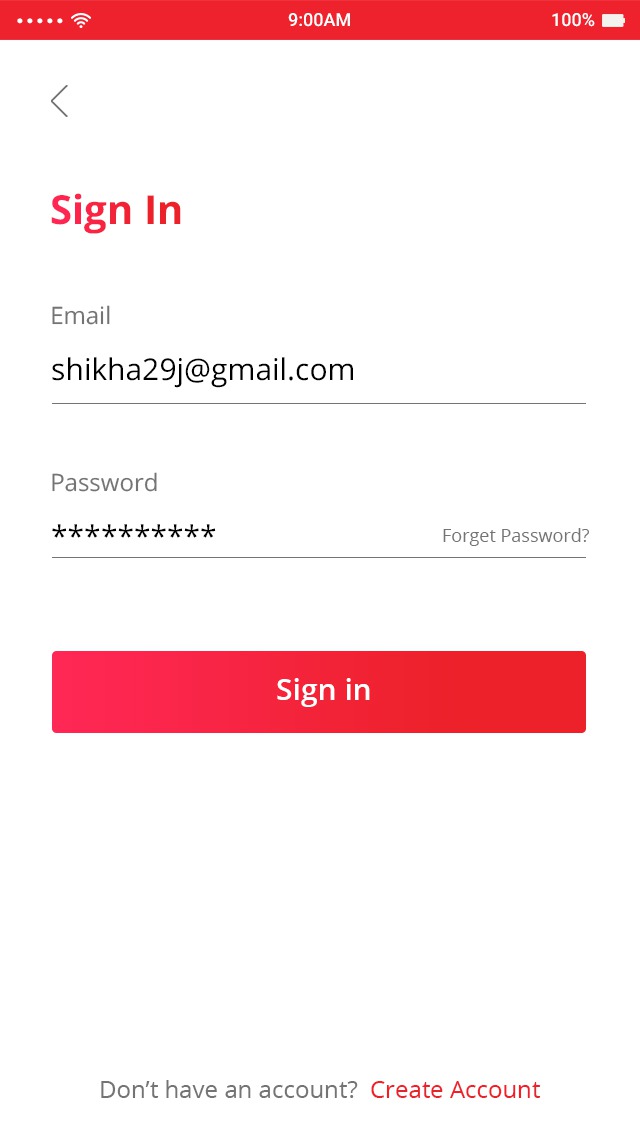 9:00AM 100%
Sign In
Email
shikha29j@gmail.com
Password
**********
Forget Password?
Sign in
Don’t have an account? Create Account